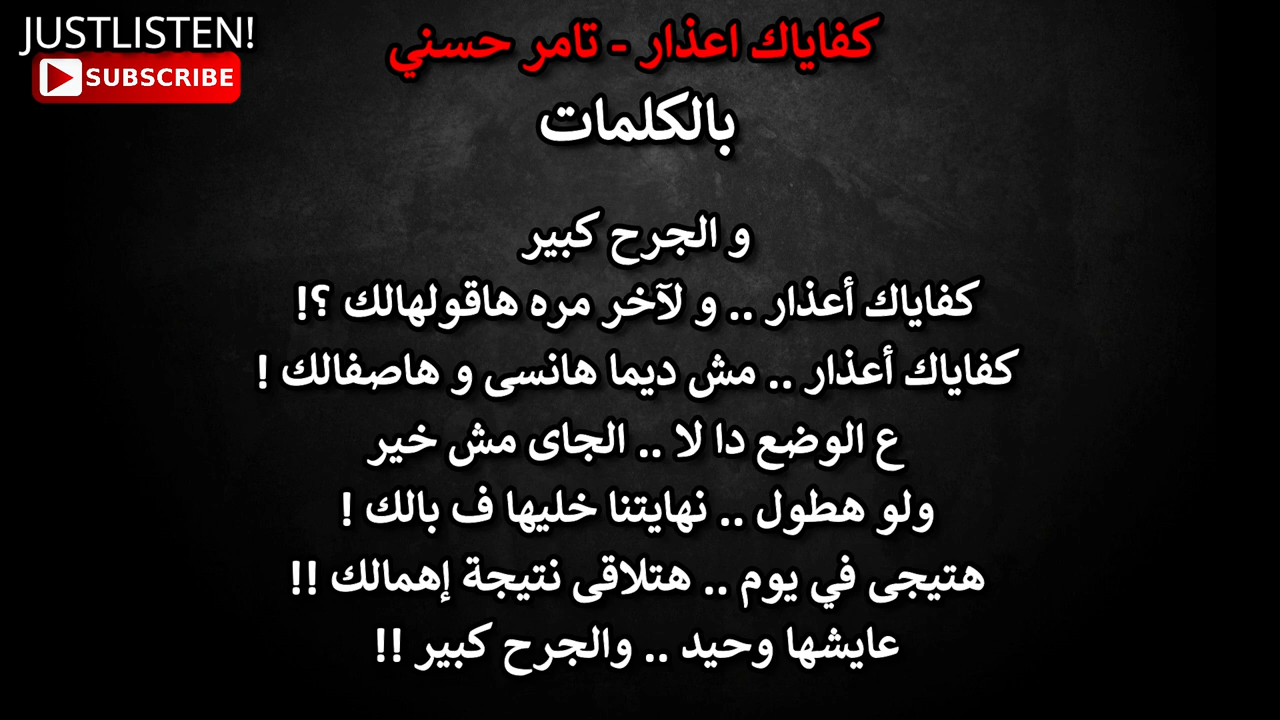 JUSTLISTEN!
SUBSCRIBE
كفاياك اعذار - تامر حسني
بالكلمات
و الجرح كبير
كفاياك أعذار .. و لآخر مره هاقولهالك ؟!
كفاياك أعذار .. مش ديما هانسى و هاصفالك !
ع الوضع دا لا .. الجاى مش خير
ولو هطول .. نهايتنا خليها ف بالك !
هتيجى في يوم .. هتلاقى نتيجة إهمالك !!
عايشها وحيد .. والجرح كبير !!